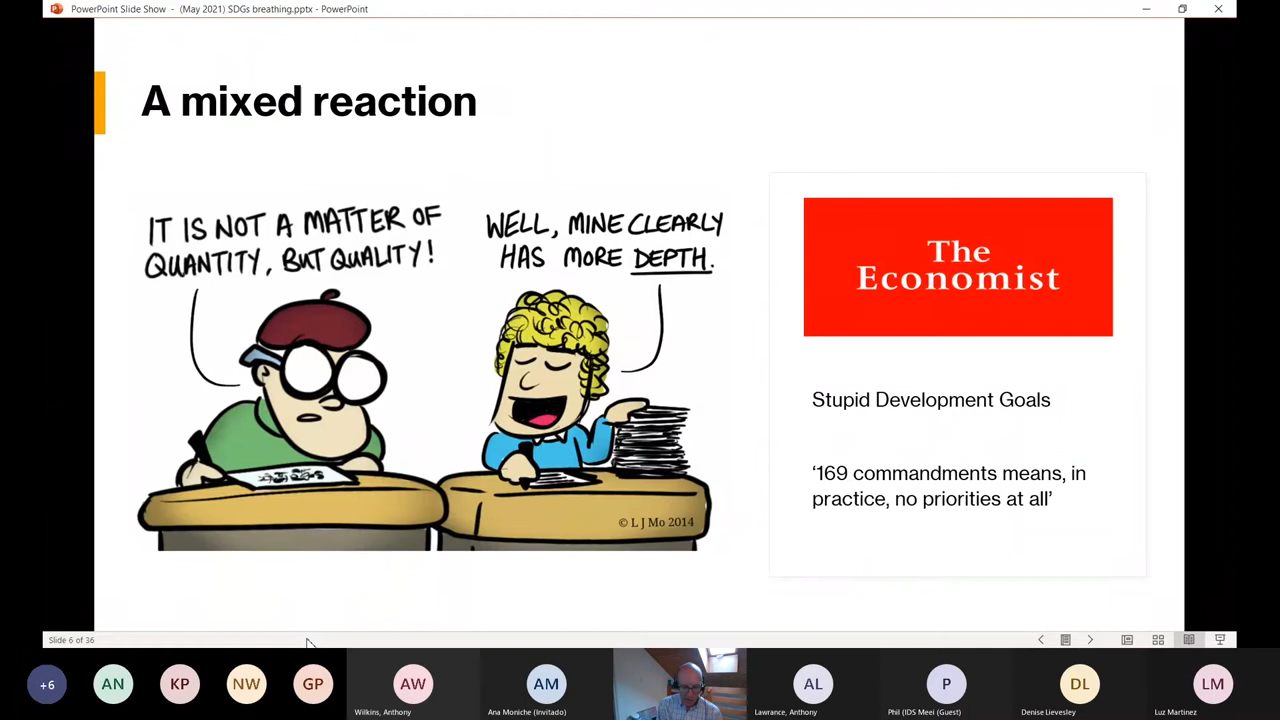 PowerPoint Slide Show - (May 2021) SDGs breathing.pptx - PowerPoint
A mixed reaction
IT IS NOT A MATTER OF
QUANTITY, BUT QUALITY!
WELL, MINE CLEARLY
HAS MORE DEPTH.
© L J Mo 2014
The
Economist
Stupid Development Goals
‘169 commandments means, in
practice, no priorities at all’
Slide 6 of 36
+6
AN
KP
NW
GP
AW
Wilkins, Anthony
AM
Ana Moniche (Invitado)
AL
Lawrance, Anthony
P
Phil (IDS Meei (Guest)
DL
Denise Lievesley
LM
Luz Martinez